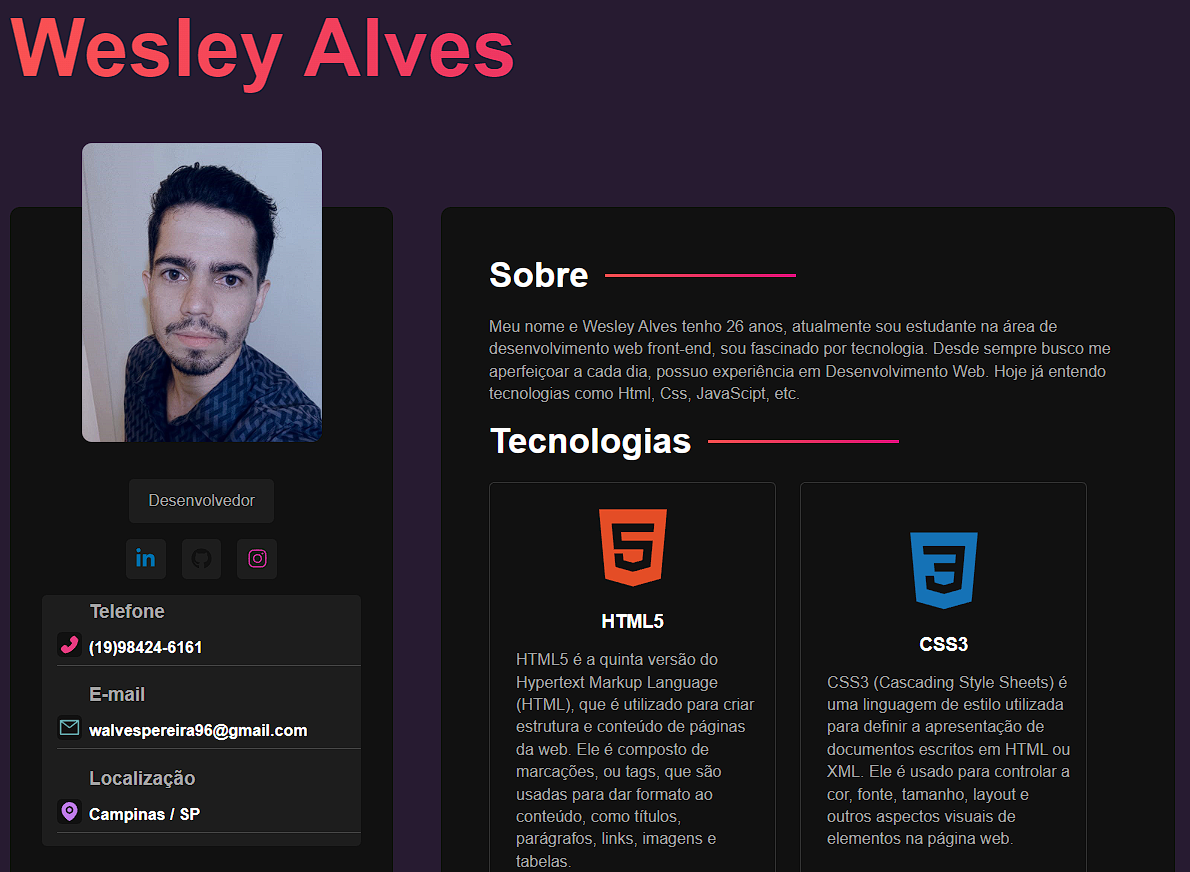 Wesley Alves
Desenvolvedor
in
Telefone
(19)98424-6161
E-mail
walvespereira96@gmail.com
Localização
Campinas / SP
Sobre
Meu nome e Wesley Alves tenho 26 anos, atualmente sou estudante na área de
desenvolvimento web front-end, sou fascinado por tecnologia. Desde sempre busco me
aperfeiçoar a cada dia, possuo experiência em Desenvolvimento Web. Hoje já entendo
tecnologias como Html, Css, JavaScipt, etc.
Tecnologias
5
HTML5
HTML5 é a quinta versão do
Hypertext Markup Language
(HTML), que é utilizado para criar
estrutura e conteúdo de páginas
da web. Ele é composto de
marcações, ou tags, que são
usadas para dar formato ao
conteúdo, como títulos,
parágrafos, links, imagens e
tabelas.
3
CSS3
CSS3 (Cascading Style Sheets) é
uma linguagem de estilo utilizada
para definir a apresentação de
documentos escritos em HTML ou
XML. Ele é usado para controlar a
cor, fonte, tamanho, layout e
outros aspectos visuais de
elementos na página web.